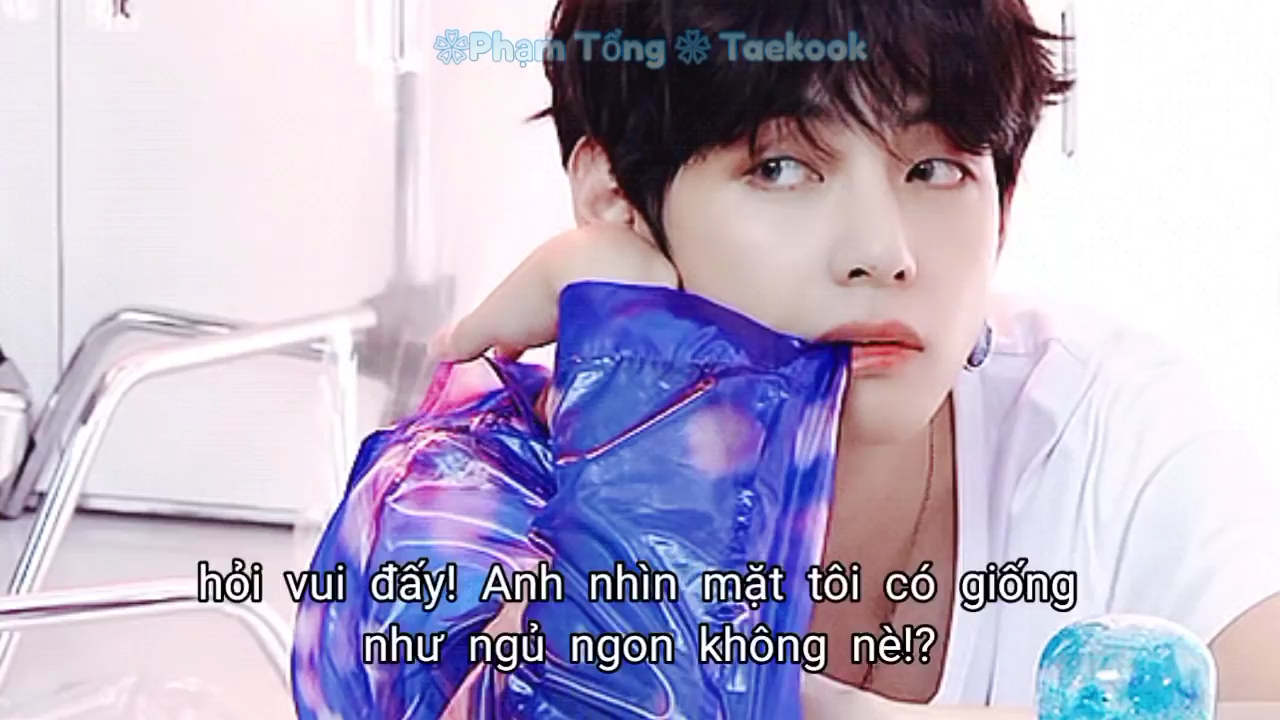 ❀Phạm Tổng ❀ Taekook
hỏi vui đấy! Anh nhìn mặt tôi có giống
như ngủ ngon không nè!?